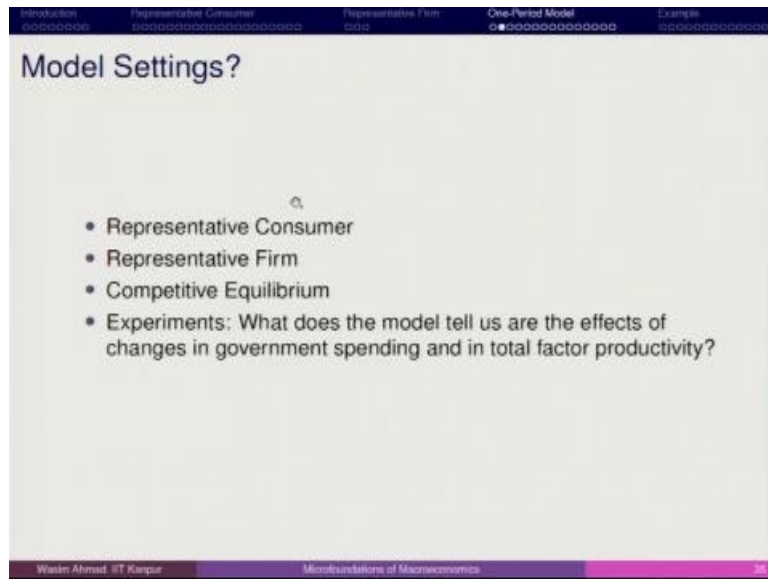 Introduction Representative Consumer Representative Firm One-Period Model Example
Model Settings?
• Representative Consumer
• Representative Firm
• Competitive Equilibrium
• Experiments: What does the model tell us are the effects of
changes in government spending and in total factor productivity?
Wasim Ahmad IIT Kanpur Microfoundations of Macroeconomics 35